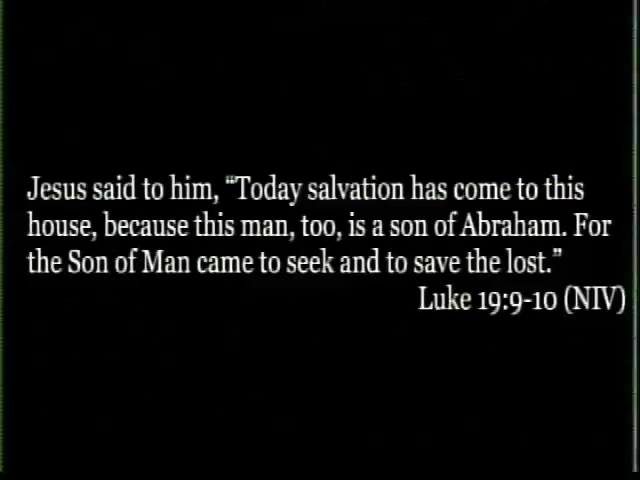 Jesus said to him, “Today salvation has come to this
house, because this man, too, is a son of Abraham. For
the Son of Man came to seek and to save the lost.”
Luke 19:9-10 (NIV)